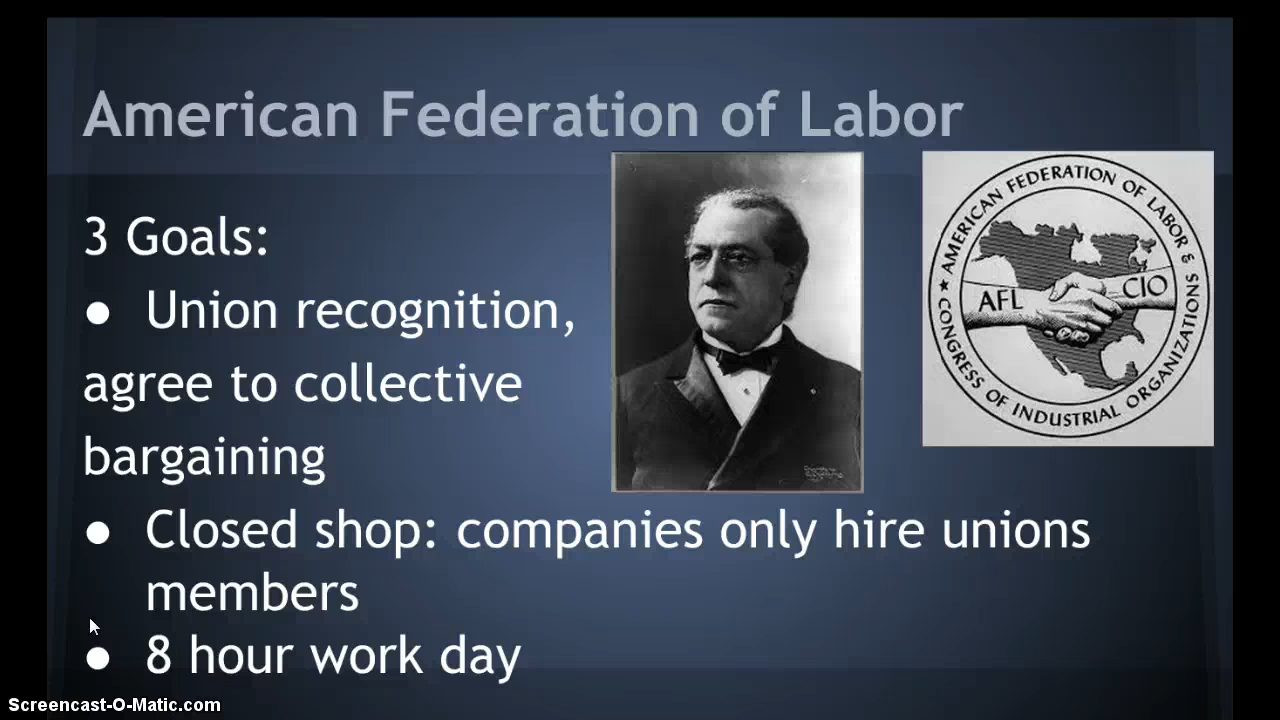 American Federation of Labor
3 Goals:
● Union recognition,
agree to collective
bargaining
● Closed shop: companies only hire unions
members
● 8 hour work day
★ AMERICAN FEDERATION OF LABOR &
CONGRESS OF INDUSTRIAL ORGANIZATIONS
AFL
CIO
Screencast-O-Matic.com